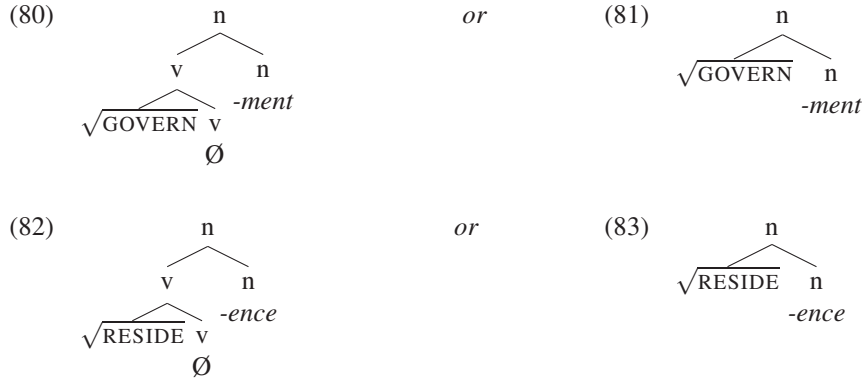 (80) n or (81) n
v n √GOVERN n
-ment -ment
√GOVERN v
Ø
(82) n or (83) n
v n √RESIDE n
-ence -ence
√RESIDE v
Ø